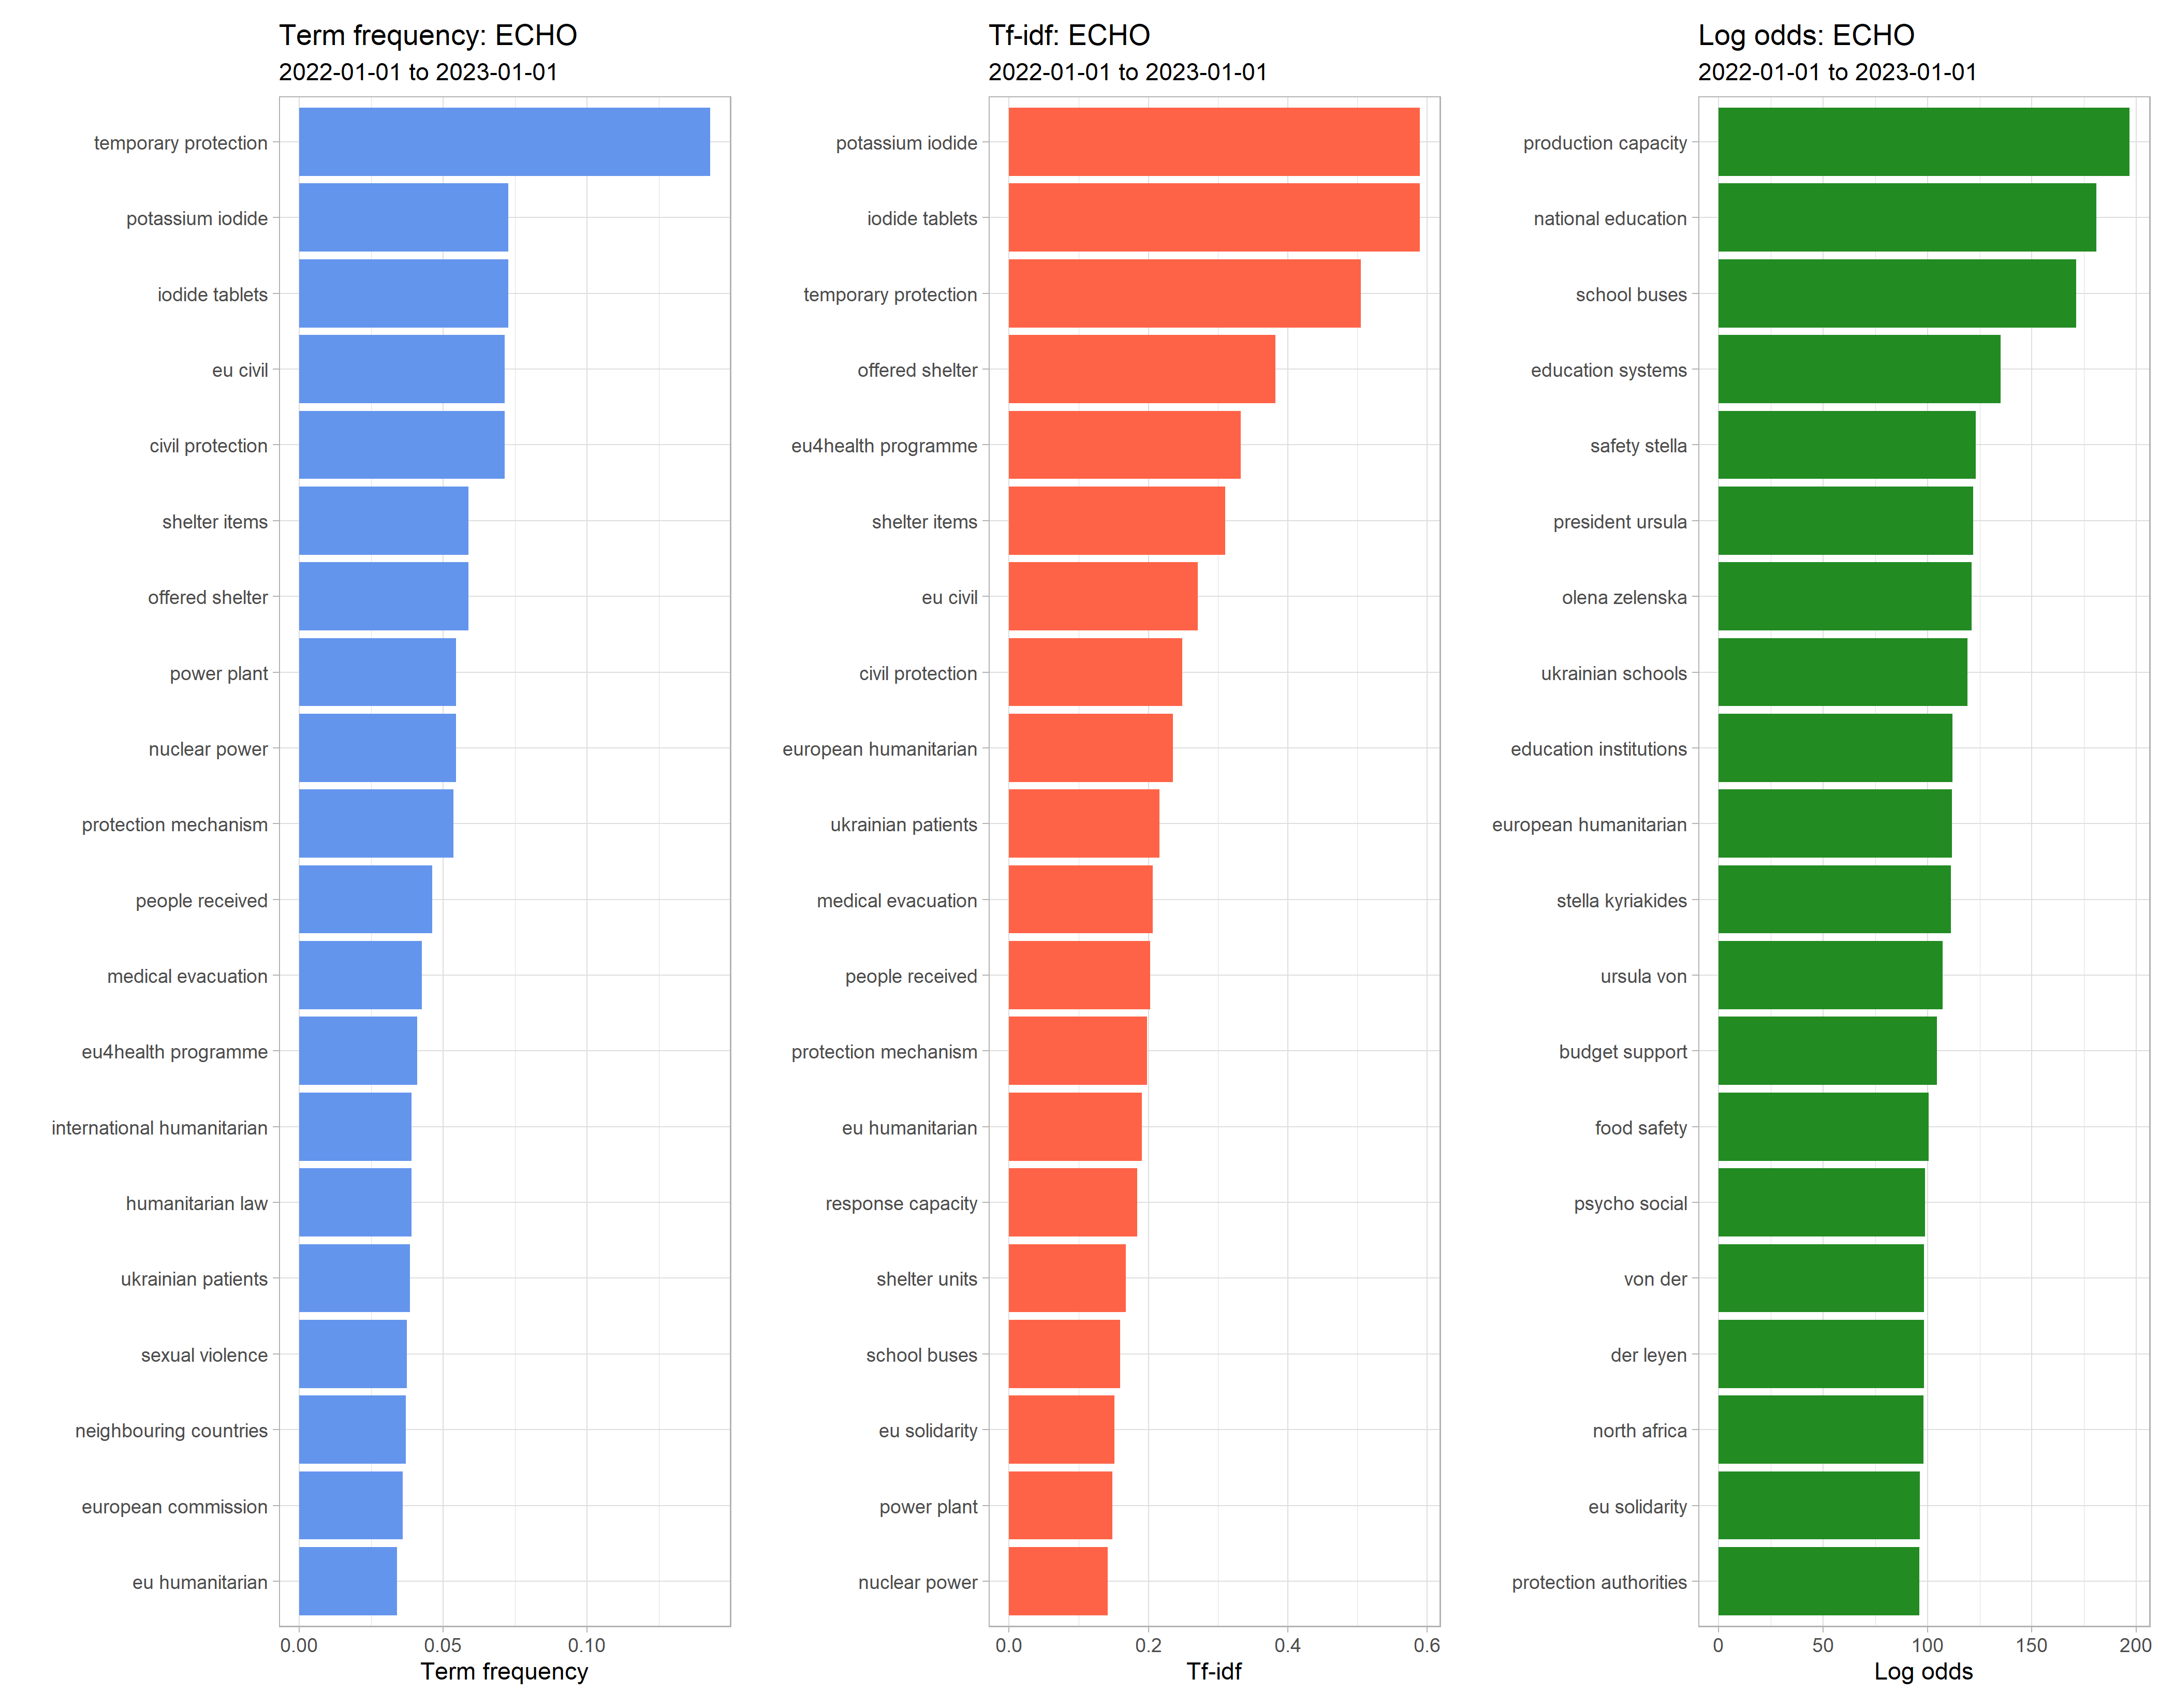 Term frequency: ECHO
2022-01-01 to 2023-01-01
temporary protection
potassium iodide
iodide tablets
eu civil
civil protection
shelter items
offered shelter
power plant
nuclear power
protection mechanism
people received
medical evacuation
eu4health programme
international humanitarian
humanitarian law
ukrainian patients
sexual violence
neighbouring countries
european commission
eu humanitarian
0.00 0.05 0.10
Term frequency
Tf-idf: ECHO
2022-01-01 to 2023-01-01
potassium iodide
iodide tablets
temporary protection
offered shelter
eu4health programme
shelter items
eu civil
civil protection
european humanitarian
ukrainian patients
medical evacuation
people received
protection mechanism
eu humanitarian
response capacity
shelter units
school buses
eu solidarity
power plant
nuclear power
0.0 0.2 0.4 0.6
Tf-idf
Log odds: ECHO
2022-01-01 to 2023-01-01
production capacity
national education
school buses
education systems
safety stella
president ursula
olena zelenska
ukrainian schools
education institutions
european humanitarian
stella kyriakides
ursula von
budget support
food safety
psycho social
von der
der leyen
north africa
eu solidarity
protection authorities
0 50 100 150 200
Log odds